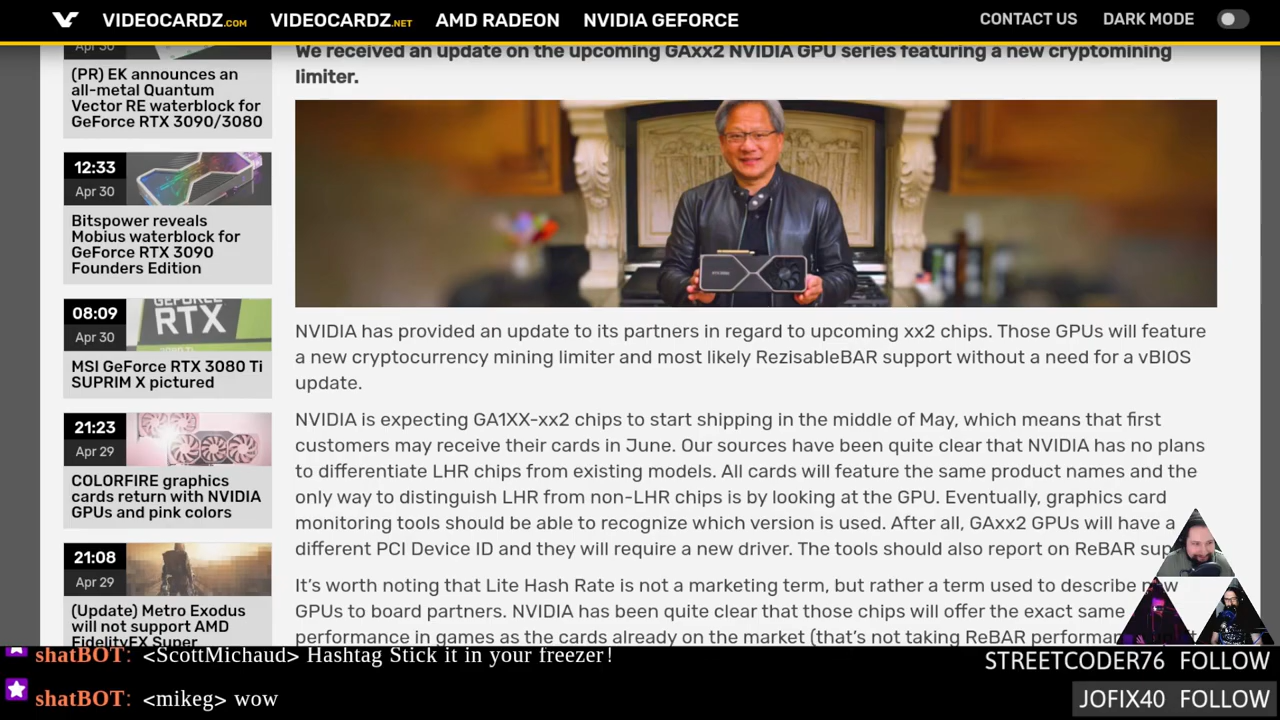 VIDEOCARDZ.COM VIDEOCARDZ.NET AMD RADEON NVIDIA GEFORCE CONTACT US DARK MODE
Apr 30
(PR) EK announces an
all-metal Quantum
Vector RE waterblock for
GeForce RTX 3090/3080
12:33
Apr 30
Bitspower reveals
Mobius waterblock for
GeForce RTX 3090
Founders Edition
08:09
Apr 30
GEFORCE
RTX
MSI GeForce RTX 3080 Ti
SUPRIM X pictured
21:23
Apr 29
COLORFIRE graphics
cards return with NVIDIA
GPUs and pink colors
21:08
Apr 29
(Update) Metro Exodus
will not support AMD
FidelityFX Super
We received an update on the upcoming GAxx2 NVIDIA GPU series featuring a new cryptomining
limiter.
NVIDIA has provided an update to its partners in regard to upcoming xx2 chips. Those GPUs will feature
a new cryptocurrency mining limiter and most likely RezisableBAR support without a need for a vBIOS
update.
NVIDIA is expecting GA1XX-xx2 chips to start shipping in the middle of May, which means that first
customers may receive their cards in June. Our sources have been quite clear that NVIDIA has no plans
to differentiate LHR chips from existing models. All cards will feature the same product names and the
only way to distinguish LHR from non-LHR chips is by looking at the GPU. Eventually, graphics card
monitoring tools should be able to recognize which version is used. After all, GAxx2 GPUs will have a
different PCI Device ID and they will require a new driver. The tools should also report on ReBAR sup
It's worth noting that Lite Hash Rate is not a marketing term, but rather a term used to describe new
GPUs to board partners. NVIDIA has been quite clear that those chips will offer the exact same
performance in games as the cards already on the market (that's not taking ReBAR performan
shatBOT: <ScottMichaud> Hashtag Stick it in your freezer!
shatBOT: <mikeg> wow
STREETCODER76 FOLLOW
JOFIX40 FOLLOW